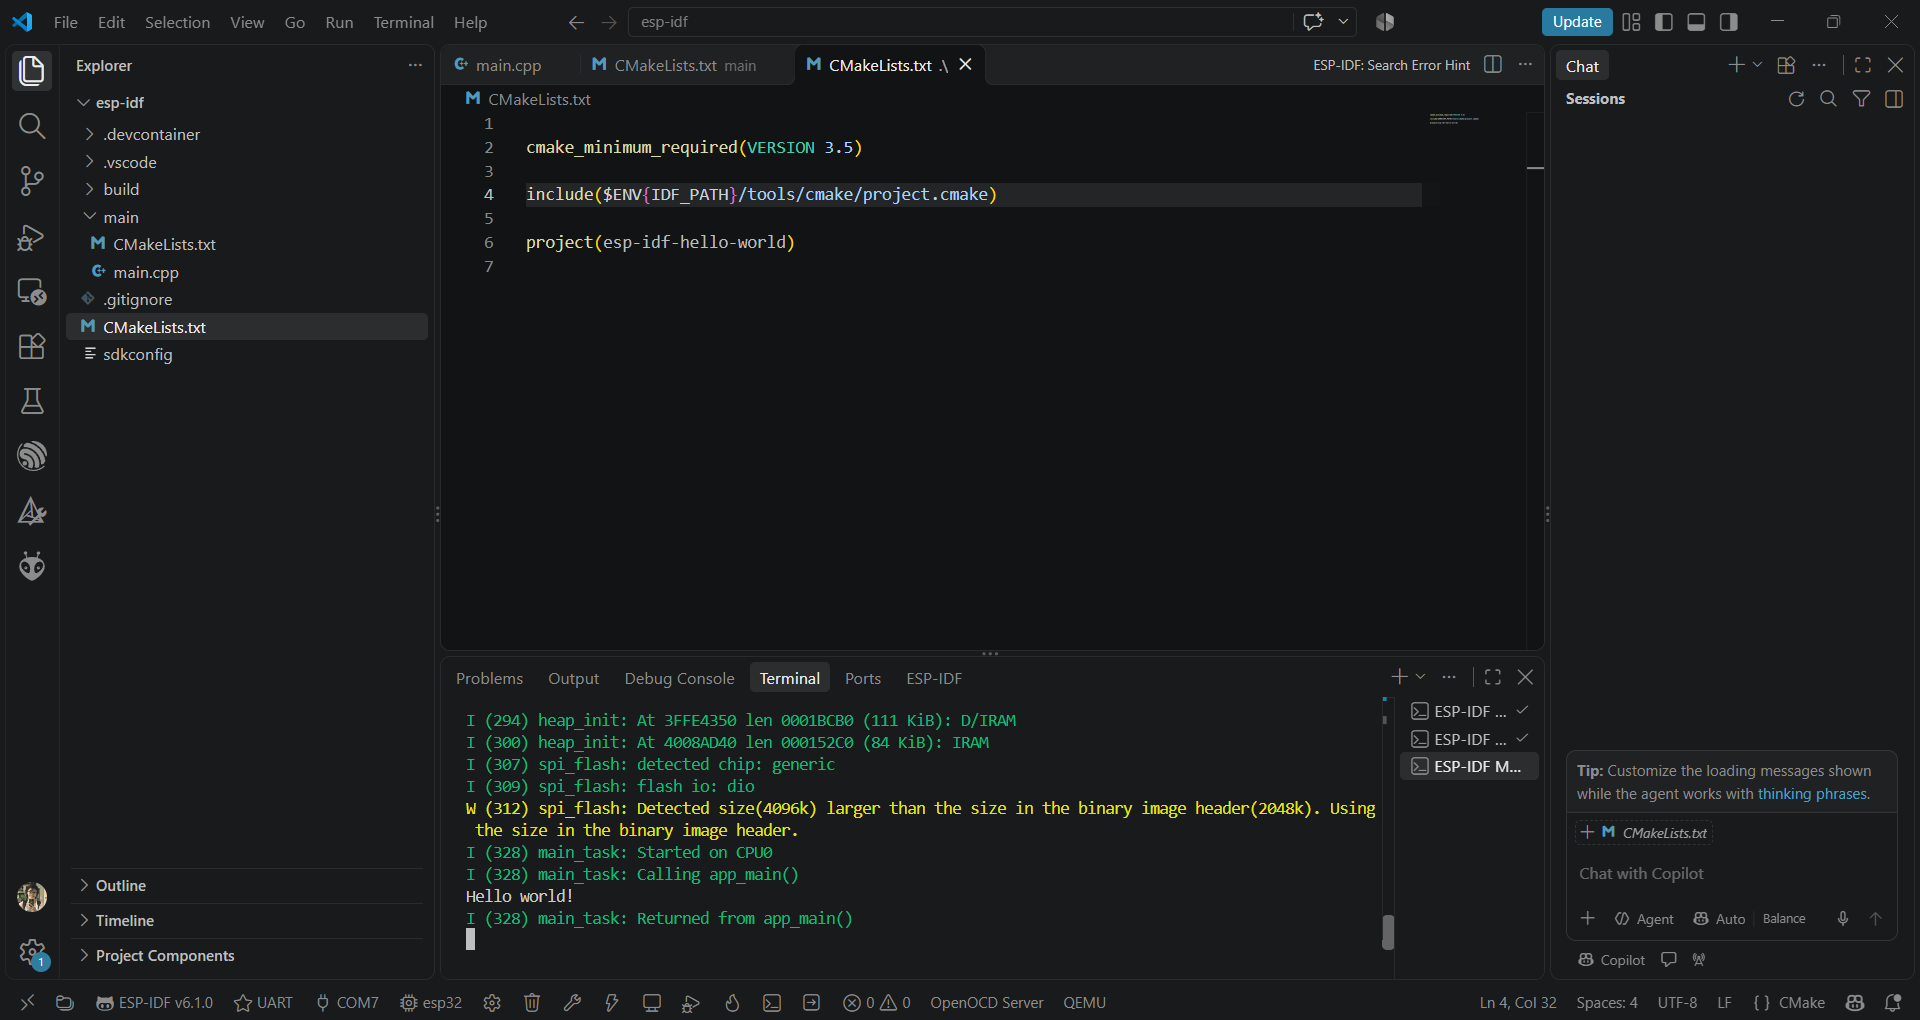 File Edit Selection View Go Run Terminal Help
esp-idf
Update
Explorer
esp-idf
.devcontainer
.vscode
build
main
CMakeLists.txt
main.cpp
.gitignore
CMakeLists.txt
sdkconfig
Outline
Timeline
Project Components
1
main.cpp
CMakeLists.txt main
CMakeLists.txt .\
ESP-IDF: Search Error Hint
CMakeLists.txt
1
2 cmake_minimum_required(VERSION 3.5)
3
4 include($ENV{IDF_PATH}/tools/cmake/project.cmake)
5
6 project(esp-idf-hello-world)
7
Problems Output Debug Console Terminal Ports ESP-IDF
I (294) heap_init: At 3FFE4350 len 0001BCB0 (111 KiB): D/IRAM
I (300) heap_init: At 4008AD40 len 000152C0 (84 KiB): IRAM
I (307) spi_flash: detected chip: generic
I (309) spi_flash: flash io: dio
W (312) spi_flash: Detected size(4096k) larger than the size in the binary image header(2048k). Using
the size in the binary image header.
I (328) main_task: Started on CPU0
I (328) main_task: Calling app_main()
Hello world!
I (328) main_task: Returned from app_main()
ESP-IDF ...
ESP-IDF ...
ESP-IDF M...
Chat
Sessions
Tip: Customize the loading messages shown
while the agent works with thinking phrases.
CMakeLists.txt
Chat with Copilot
Agent Auto Balance
Copilot
ESP-IDF v6.1.0 UART COM7 esp32 0 0 OpenOCD Server QEMU
Ln 4, Col 32 Spaces: 4 UTF-8 LF { } CMake